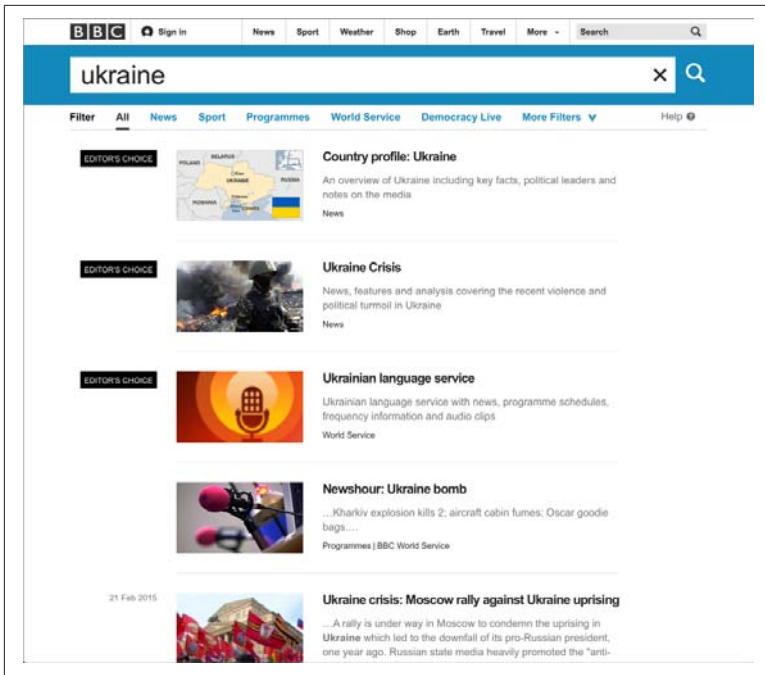 BBC Sign in News Sport Weather Shop Earth Travel More Search
ukraine
Filter All News Sport Programmes World Service Democracy Live More Filters Help
EDITOR'S CHOICE
POLAND BELARUS RUSSIA
UKRAINE
ROMANIA
Country profile: Ukraine
An overview of Ukraine including key facts, political leaders and
notes on the media
News
EDITOR'S CHOICE
Ukraine Crisis
News, features and analysis covering the recent violence and
political turmoil in Ukraine
News
EDITOR'S CHOICE
Ukrainian language service
Ukrainian language service with news, programme schedules,
frequency information and audio clips
World Service
Newshour: Ukraine bomb
…Kharkiv explosion kills 2; aircraft cabin fumes; Oscar goodie
bags….
Programmes | BBC World Service
21 Feb 2015
Ukraine crisis: Moscow rally against Ukraine uprising
…A rally is under way in Moscow to condemn the uprising in
Ukraine which led to the downfall of its pro-Russian president,
one year ago. Russian state media heavily promoted the "anti-